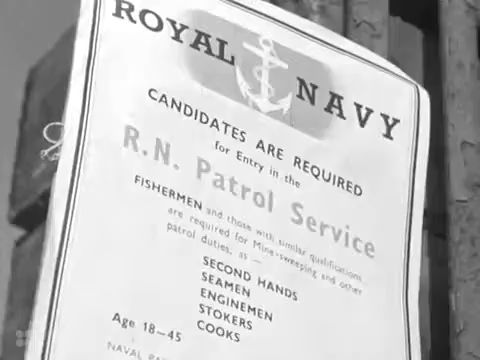 ROYAL NAVY
CANDIDATES ARE REQUIRED
for Entry in the
R.N. Patrol Service
FISHERMEN and those with similar qualifications
are required for Mine-sweeping and other
patrol duties, as —
SECOND HANDS
SEAMEN
ENGINEMEN
STOKERS
COOKS
Age 18–45
NAVAL